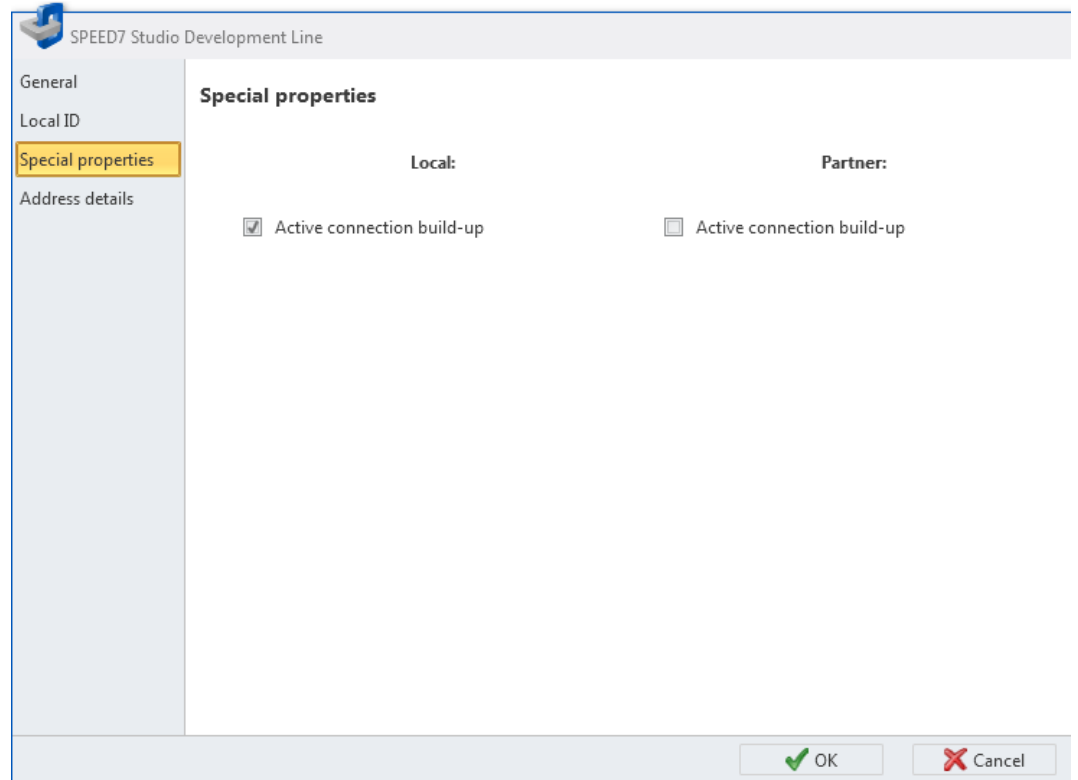 SPEED7 Studio Development Line
General
Local ID
Special properties
Address details
Special properties
Local:
Partner:
Active connection build-up
Active connection build-up
OK
Cancel